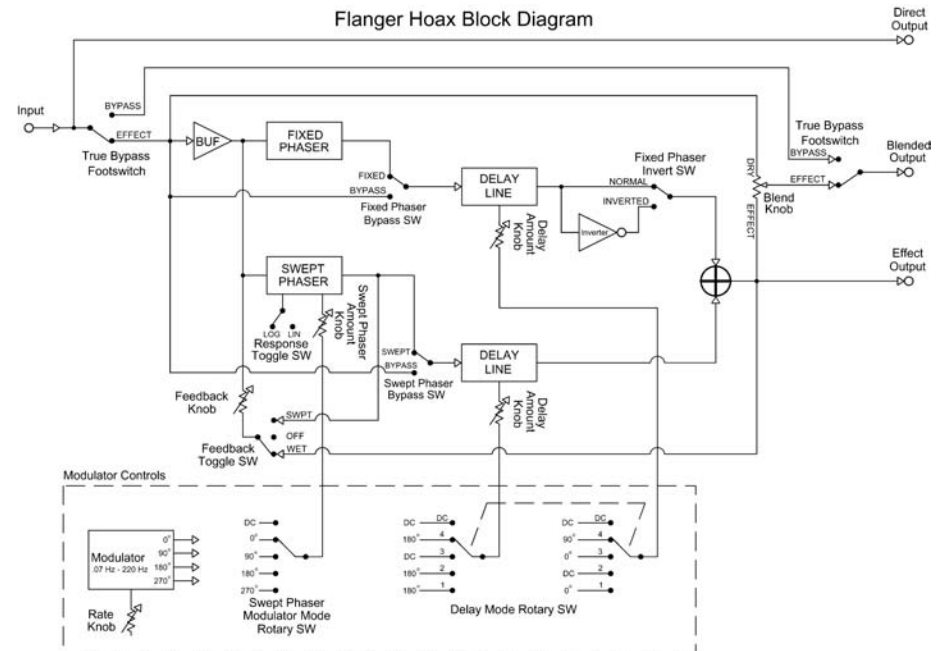 Flanger Hoax Block Diagram
Direct
Output
Input
BYPASS
EFFECT
True Bypass
Footswitch
BUF
FIXED
PHASER
FIXED
BYPASS
Fixed Phaser
Bypass SW
DELAY
LINE
Delay
Amount
Knob
Fixed Phaser
Invert SW
NORMAL
INVERTED
Inverter
True Bypass
Footswitch
BYPASS
EFFECT
DRY
EFFECT
Blend
Knob
Blended
Output
Effect
Output
SWEPT
PHASER
LOG
LIN
Response
Toggle SW
Swept Phaser
Amount
Knob
SWEPT
BYPASS
Swept Phaser
Bypass SW
DELAY
LINE
Delay
Amount
Knob
Feedback
Knob
SWPT
OFF
WET
Feedback
Toggle SW
Modulator Controls
Modulator
.07 Hz - 220 Hz
0°
90°
180°
270°
Rate
Knob
DC
0°
90°
180°
270°
Swept Phaser
Modulator Mode
Rotary SW
DC DC
180° 4
DC 3
180° 2
180° 1
DC DC
90° 4
0° 3
DC 2
0° 1
Delay Mode Rotary SW